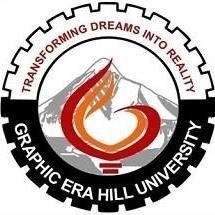 TRANSFORMING DREAMS INTO REALITY
GRAPHIC ERA HILL UNIVERSITY